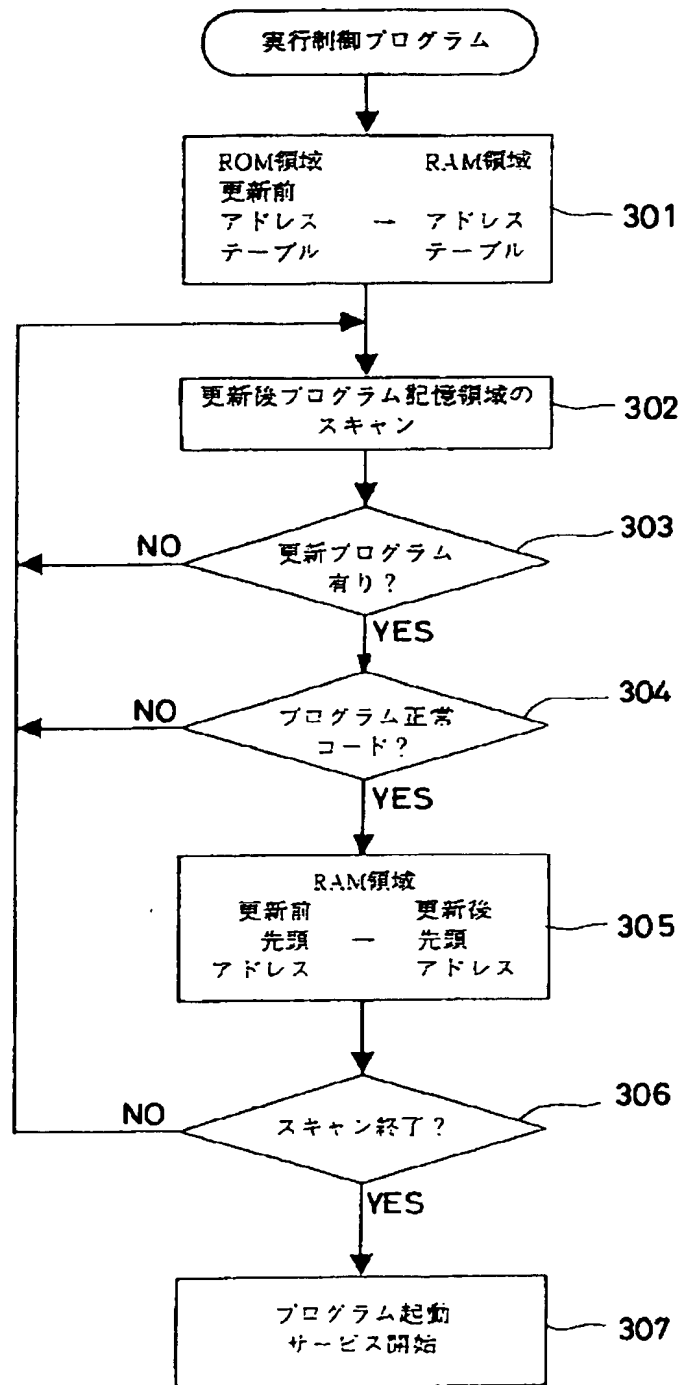 実行制御プログラム
ROM領域 RAM領域
更新前
アドレス → アドレス
テーブル テーブル
301
更新後プログラム記憶領域の
スキャン
302
303
更新プログラム
有り?
NO
YES
304
プログラム正常
コード?
NO
YES
RAM領域
更新前 更新後
先頭 — 先頭
アドレス アドレス
305
306
スキャン終了?
NO
YES
プログラム起動
サービス開始
307